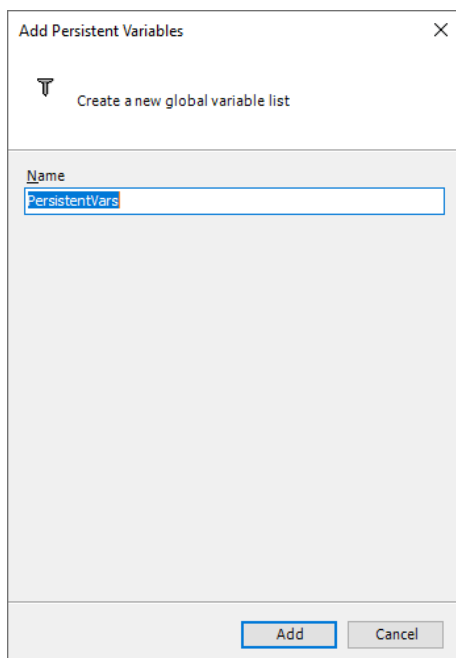 Add Persistent Variables
Create a new global variable list
Name
PersistentVars
Add
Cancel